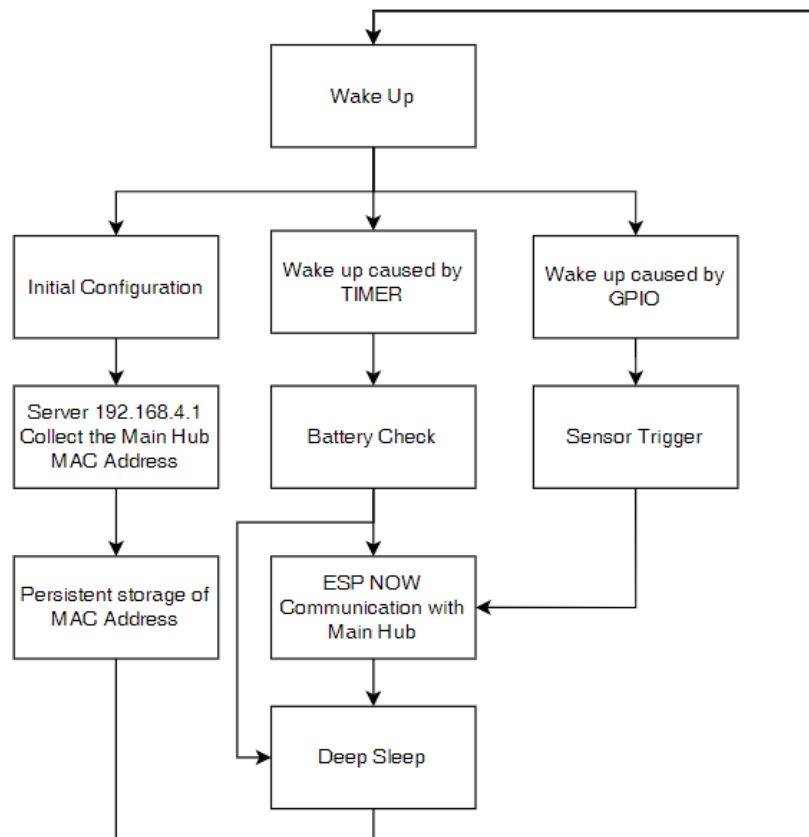 Wake Up
Initial Configuration
Wake up caused by
TIMER
Wake up caused by
GPIO
Server 192.168.4.1
Collect the Main Hub
MAC Address
Battery Check
Sensor Trigger
Persistent storage of
MAC Address
ESP NOW
Communication with
Main Hub
Deep Sleep